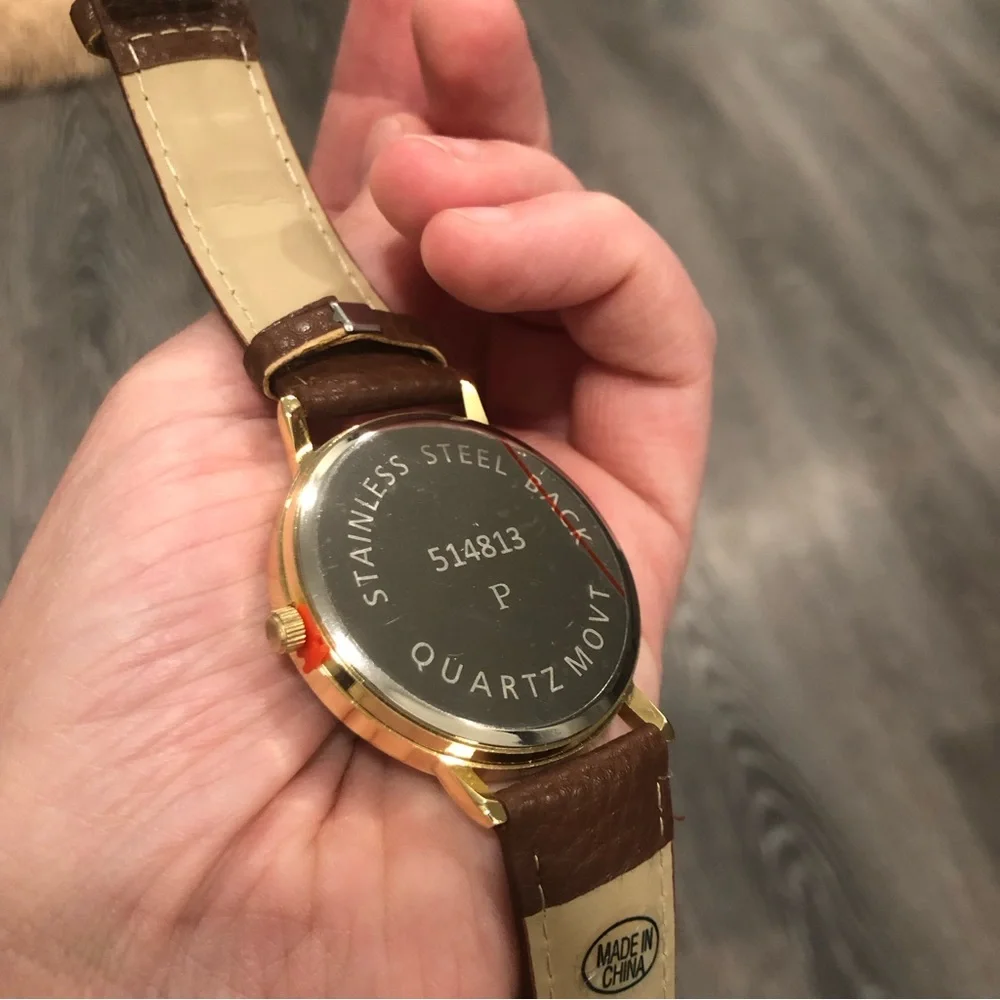 STAINLESS STEEL BACK
514813
P
QUARTZ MOVT
MADE IN
CHINA